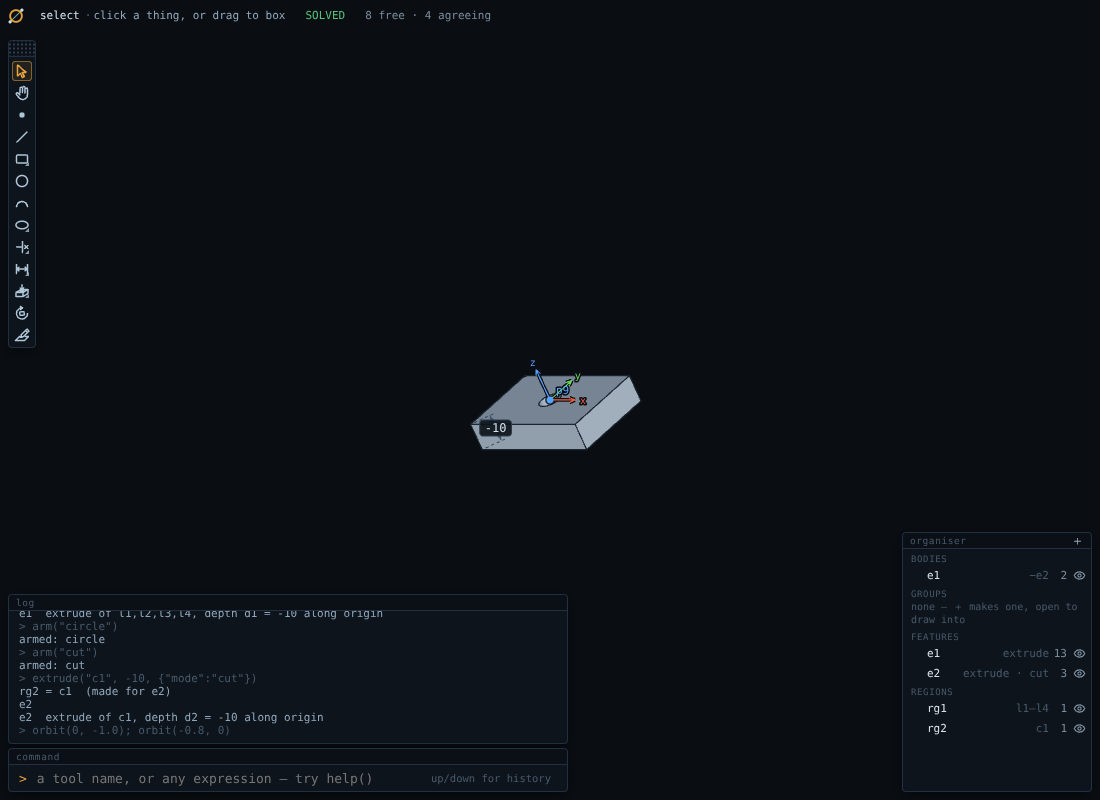 select · click a thing, or drag to box SOLVED 8 free · 4 agreeing
z
y
p9
x
-10
organiser +
BODIES
e1 −e2 2
GROUPS
none — + makes one, open to
draw into
FEATURES
e1 extrude 13
e2 extrude · cut 3
REGIONS
rg1 l1–l4 1
rg2 c1 1
log
e1 extrude of l1,l2,l3,l4, depth d1 = -10 along origin
> arm("circle")
armed: circle
> arm("cut")
armed: cut
> extrude("c1", -10, {"mode":"cut"})
rg2 = c1 (made for e2)
e2
e2 extrude of c1, depth d2 = -10 along origin
> orbit(0, -1.0); orbit(-0.8, 0)
command
> a tool name, or any expression — try help() up/down for history